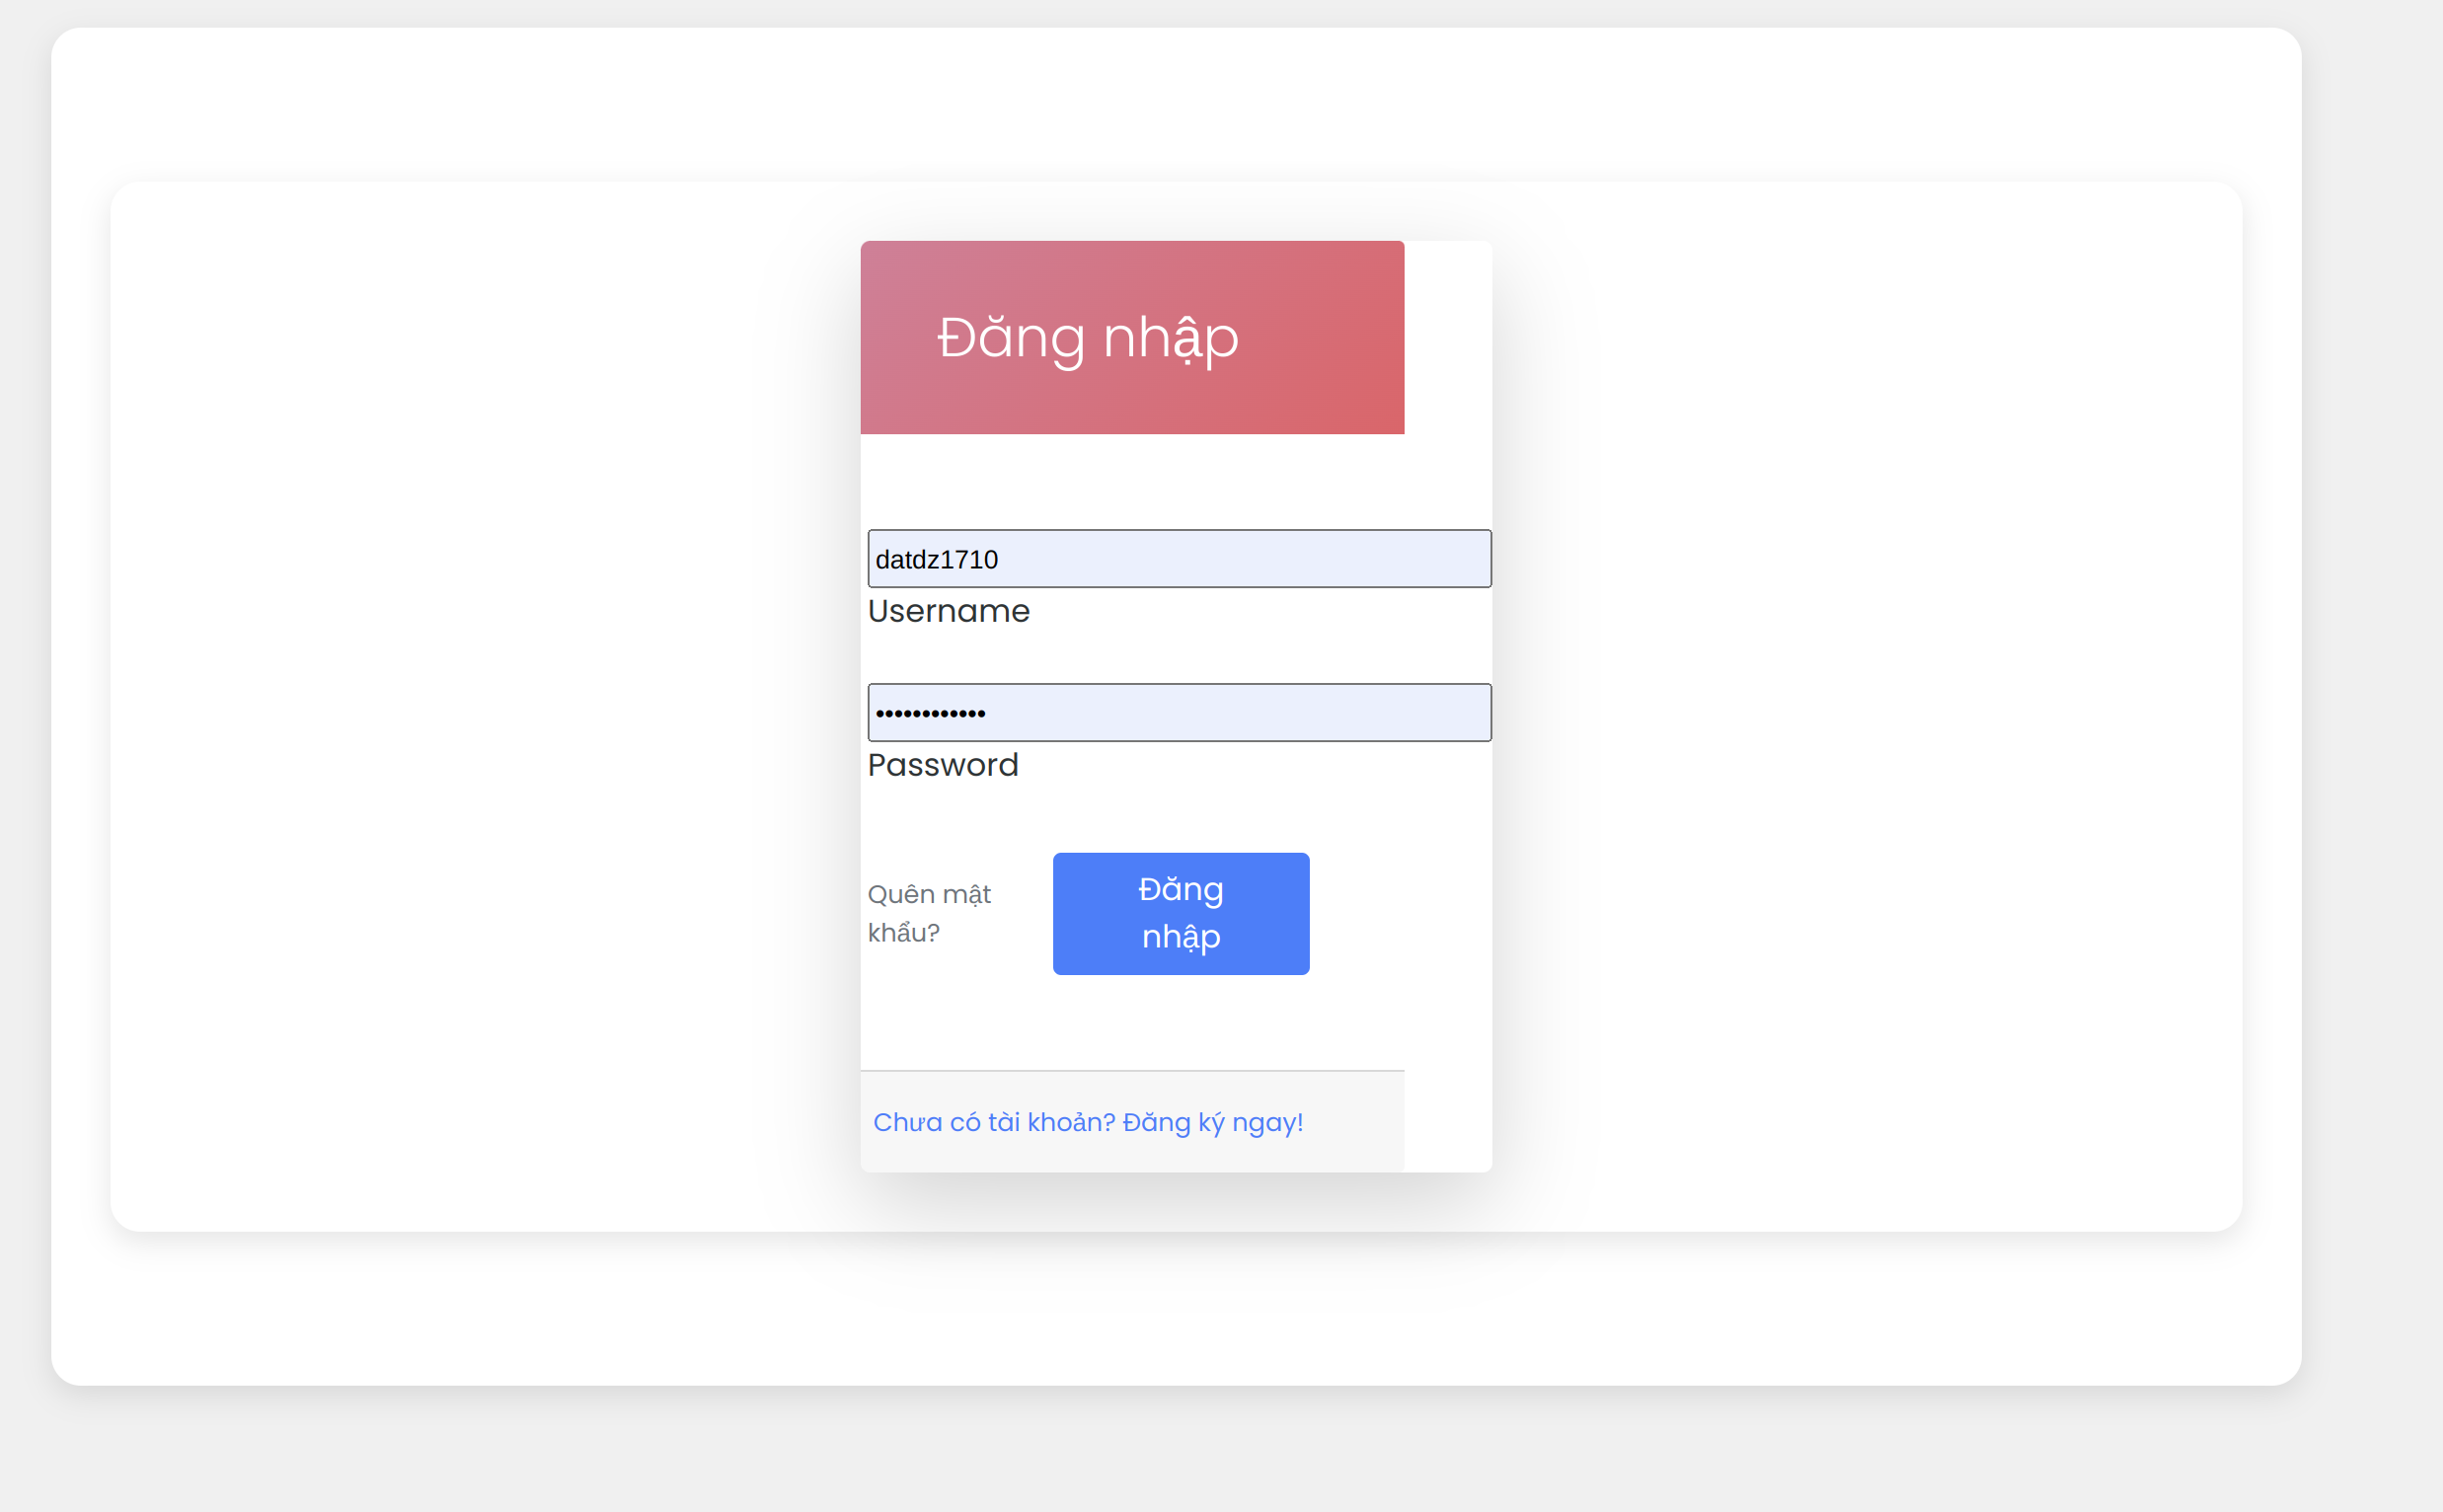 Đăng nhập
datdz1710
Username
••••••••••••
Password
Quên mật
khẩu?
Đăng
nhập
Chưa có tài khoản? Đăng ký ngay!